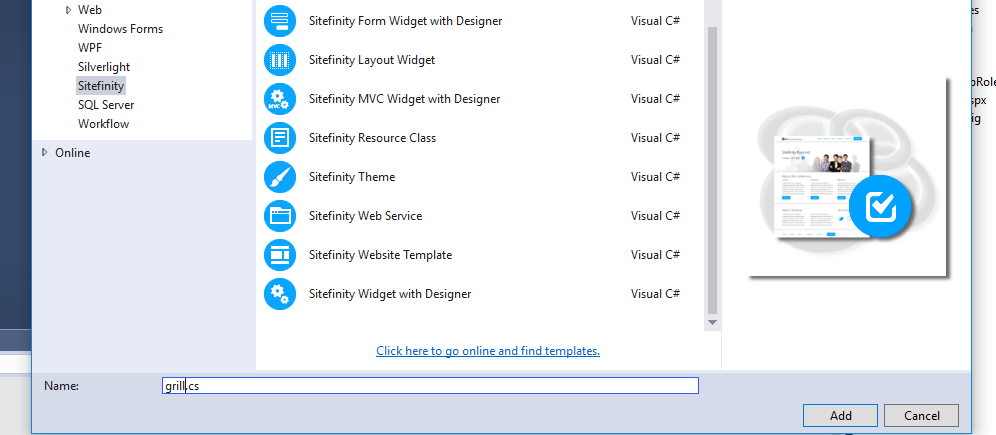 Web
Windows Forms
WPF
Silverlight
Sitefinity
SQL Server
Workflow
Online
Sitefinity Form Widget with Designer Visual C#
Sitefinity Layout Widget Visual C#
MVC
Sitefinity MVC Widget with Designer Visual C#
Sitefinity Resource Class Visual C#
Sitefinity Theme Visual C#
Sitefinity Web Service Visual C#
Sitefinity Website Template Visual C#
Sitefinity Widget with Designer Visual C#
Click here to go online and find templates.
es
bRole
spx
ig
Name: grill.cs
Add Cancel